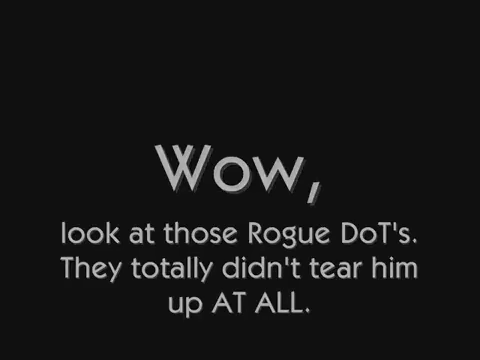 Wow,
look at those Rogue DoT's.
They totally didn't tear him
up AT ALL.